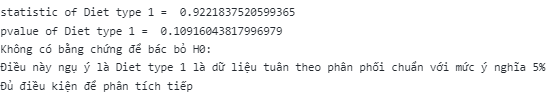 statistic of Diet type 1 =  0.9221837520599365
pvalue of Diet type 1 =  0.10916043817996979
Không có bằng chứng để bác bỏ H0:
Điều này ngụ ý là Diet type 1 là dữ liệu tuân theo phân phối chuẩn với mức ý nghĩa 5%
Đủ điều kiện để phân tích tiếp